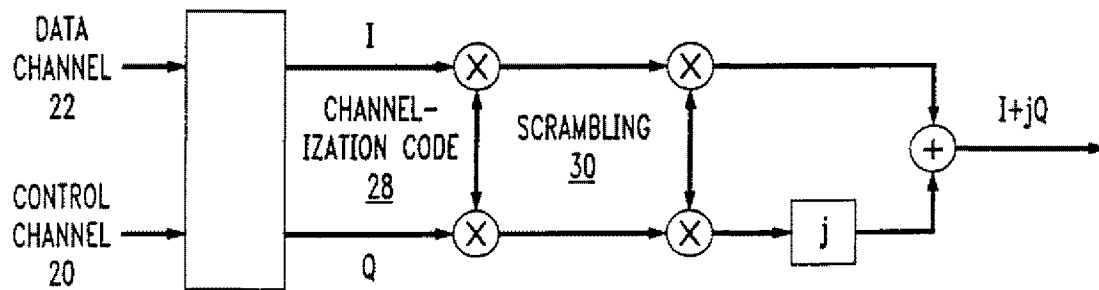 DATA
CHANNEL
22
I
CHANNEL-
IZATION CODE
28
SCRAMBLING
30
I+jQ
+
CONTROL
CHANNEL
20
Q
j